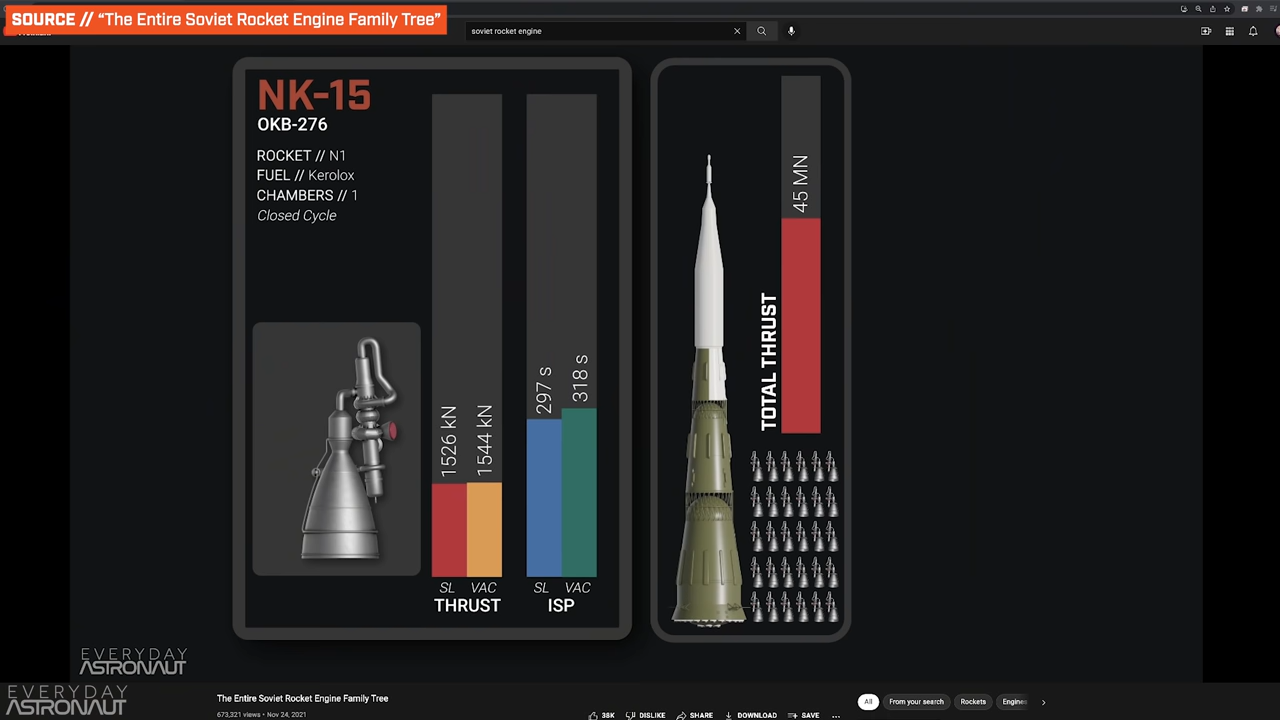 SOURCE // “The Entire Soviet Rocket Engine Family Tree”
soviet rocket engine
NK-15
OKB-276
ROCKET // N1
FUEL // Kerolox
CHAMBERS // 1
Closed Cycle
1526 kN
1544 kN
297 s
318 s
SL
VAC
SL
VAC
THRUST
ISP
45 MN
TOTAL THRUST
EVERYDAY
ASTRONAUT
EVERYDAY
ASTRONAUT
The Entire Soviet Rocket Engine Family Tree
673,321 views • Nov 24, 2021
38K
DISLIKE
SHARE
DOWNLOAD
SAVE
...
All
From your search
Rockets